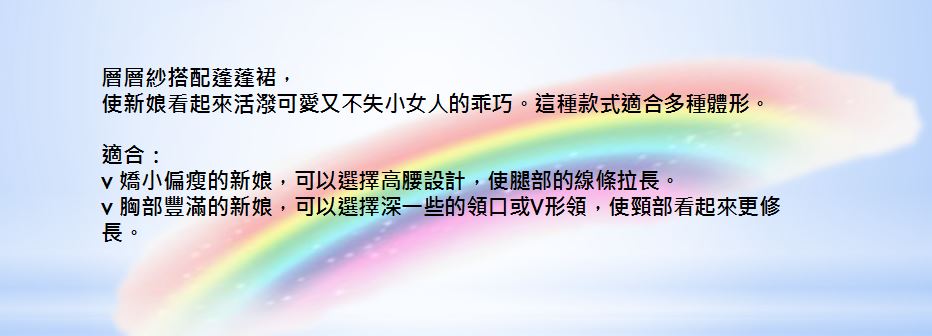 層層紗搭配蓬蓬裙，
使新娘看起來活潑可愛又不失小女人的乖巧。這種款式適合多種體形。
適合：
v 嬌小偏瘦的新娘，可以選擇高腰設計，使腿部的線條拉長。
v 胸部豐滿的新娘，可以選擇深一些的領口或V形領，使頸部看起來更修
長。